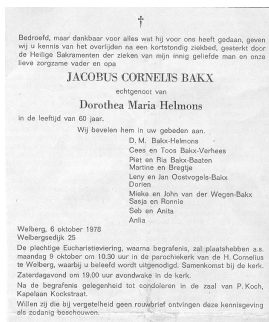 Bedroefd, maar dankbaar voor alles wat hij voor ons heeft gedaan, geven
wij u kennis van het overlijden na een kortstondig ziekbed, gesterkt door
de Heilige Sakramenten der zieken van mijn innig geliefde man en onze
lieve zorgzame vader en opa
JACOBUS CORNELIS BAKX
echtgenoot van
Dorothea Maria Helmons
in de leeftijd van 60 jaar.
Wij bevelen hem in uw gebeden aan.
D. M. Bakx-Helmons
Cees en Toos Bakx-Verhees
Piet en Ria Bakx-Baaten
Martine en Bregtje
Leny en Jan Oostvogels-Bakx
Dorien
Mieke en John van der Wegen-Bakx
Sasja en Ronnie
Seb en Anita
Anita
Welberg, 6 oktober 1978
Welbergsedijk 25
De plechtige Eucharistieviering, waarna begrafenis, zal plaatshebben a.s.
maandag 9 oktober om 10.30 uur in de parochiekerk van de H. Cornelius
te Welberg, waarbij u beleefd wordt uitgenodigd. Samenkomst bij de kerk.
Zaterdagavond om 19.00 uur avondwake in de kerk.
Na de begrafenis gelegenheid tot condoleren in de zaal van P. Koch,
Kapelaan Kockstraat.
Willen zij die bij vergetelheid geen rouwbrief ontvingen deze kennisgeving
als zodanig beschouwen.